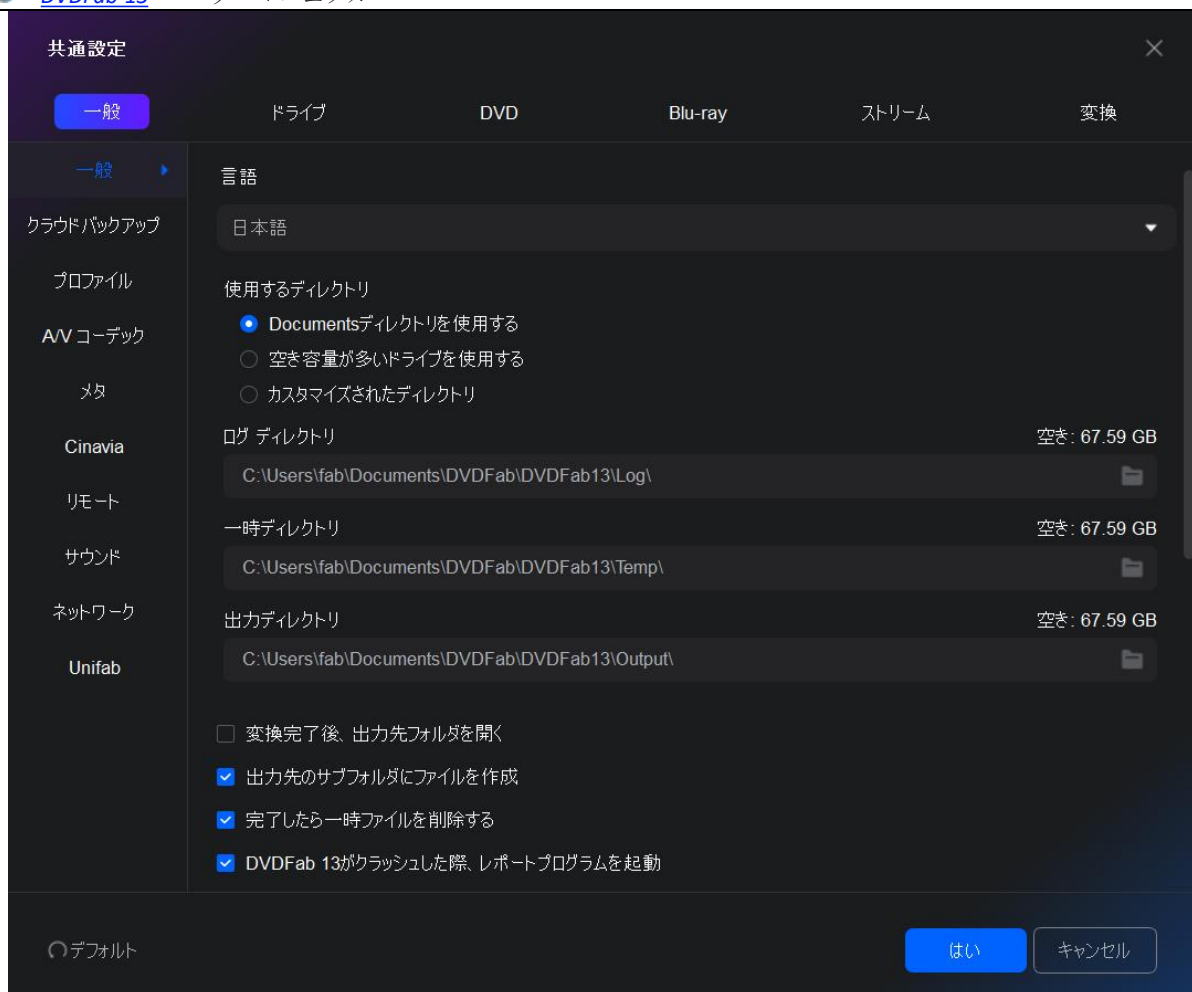 DVDFab 13
共通設定
一般 ドライブ DVD Blu-ray ストリーム 変換
一般
クラウドバックアップ
プロファイル
A/V コーデック
メタ
Cinavia
リモート
サウンド
ネットワーク
Unifab
言語
日本語
使用するディレクトリ
Documentsディレクトリを使用する
空き容量が多いドライブを使用する
カスタマイズされたディレクトリ
ログ ディレクトリ 空き: 67.59 GB
C:\Users\fab\Documents\DVDFab\DVDFab13\Log\
一時ディレクトリ 空き: 67.59 GB
C:\Users\fab\Documents\DVDFab\DVDFab13\Temp\
出力ディレクトリ 空き: 67.59 GB
C:\Users\fab\Documents\DVDFab\DVDFab13\Output\
変換完了後、出力先フォルダを開く
出力先のサブフォルダにファイルを作成
完了したら一時ファイルを削除する
DVDFab 13がクラッシュした際、レポートプログラムを起動
デフォルト はい キャンセル